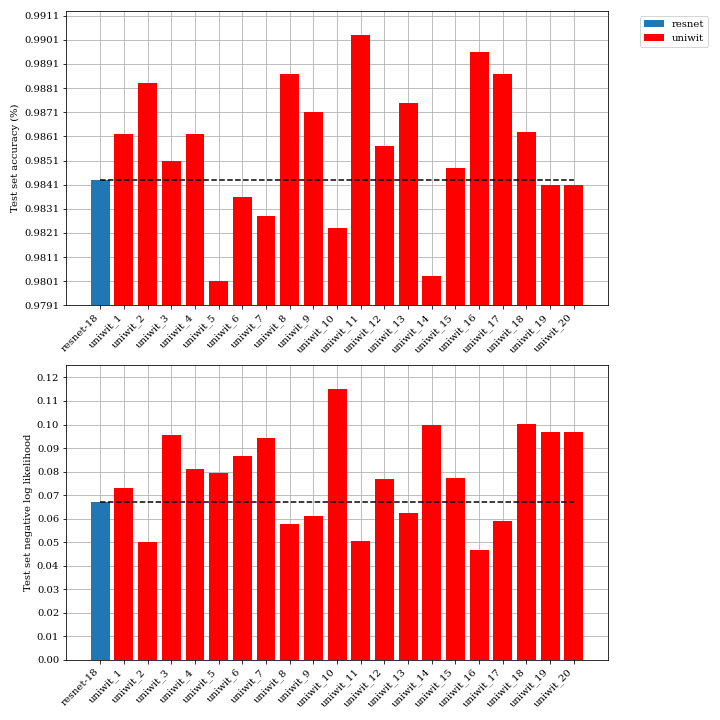 0.9911
0.9901
0.9891
0.9881
0.9871
0.9861
0.9851
0.9841
0.9831
0.9821
0.9811
0.9801
0.9791
Test set accuracy (%)
resnet-18
uniwit_1
uniwit_2
uniwit_3
uniwit_4
uniwit_5
uniwit_6
uniwit_7
uniwit_8
uniwit_9
uniwit_10
uniwit_11
uniwit_12
uniwit_13
uniwit_14
uniwit_15
uniwit_16
uniwit_17
uniwit_18
uniwit_19
uniwit_20
resnet
uniwit
0.12
0.11
0.10
0.09
0.08
0.07
0.06
0.05
0.04
0.03
0.02
0.01
0.00
Test set negative log likelihood
resnet-18
uniwit_1
uniwit_2
uniwit_3
uniwit_4
uniwit_5
uniwit_6
uniwit_7
uniwit_8
uniwit_9
uniwit_10
uniwit_11
uniwit_12
uniwit_13
uniwit_14
uniwit_15
uniwit_16
uniwit_17
uniwit_18
uniwit_19
uniwit_20